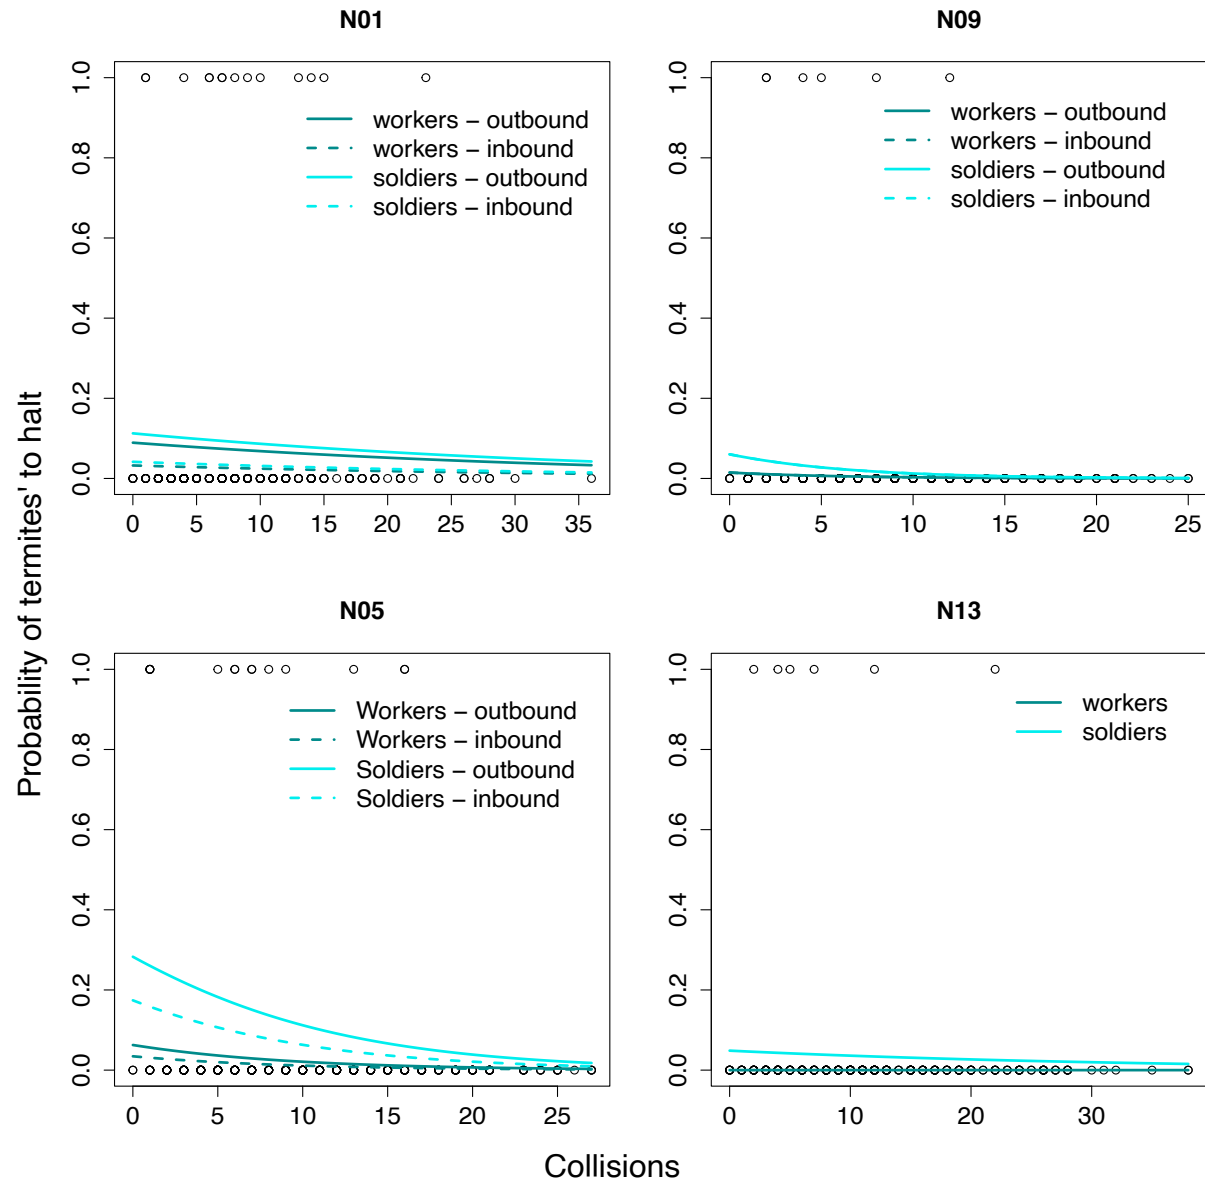 N01
1.0
0.8
0.6
0.4
0.2
0.0
workers – outbound
workers – inbound
soldiers – outbound
soldiers – inbound
0 5 10 15 20 25 30 35
N09
1.0
0.8
0.6
0.4
0.2
0.0
workers – outbound
workers – inbound
soldiers – outbound
soldiers – inbound
0 5 10 15 20 25
Probability of termites' to halt
N05
1.0
0.8
0.6
0.4
0.2
0.0
Workers – outbound
Workers – inbound
Soldiers – outbound
Soldiers – inbound
0 5 10 15 20 25
N13
1.0
0.8
0.6
0.4
0.2
0.0
workers
soldiers
0 10 20 30
Collisions